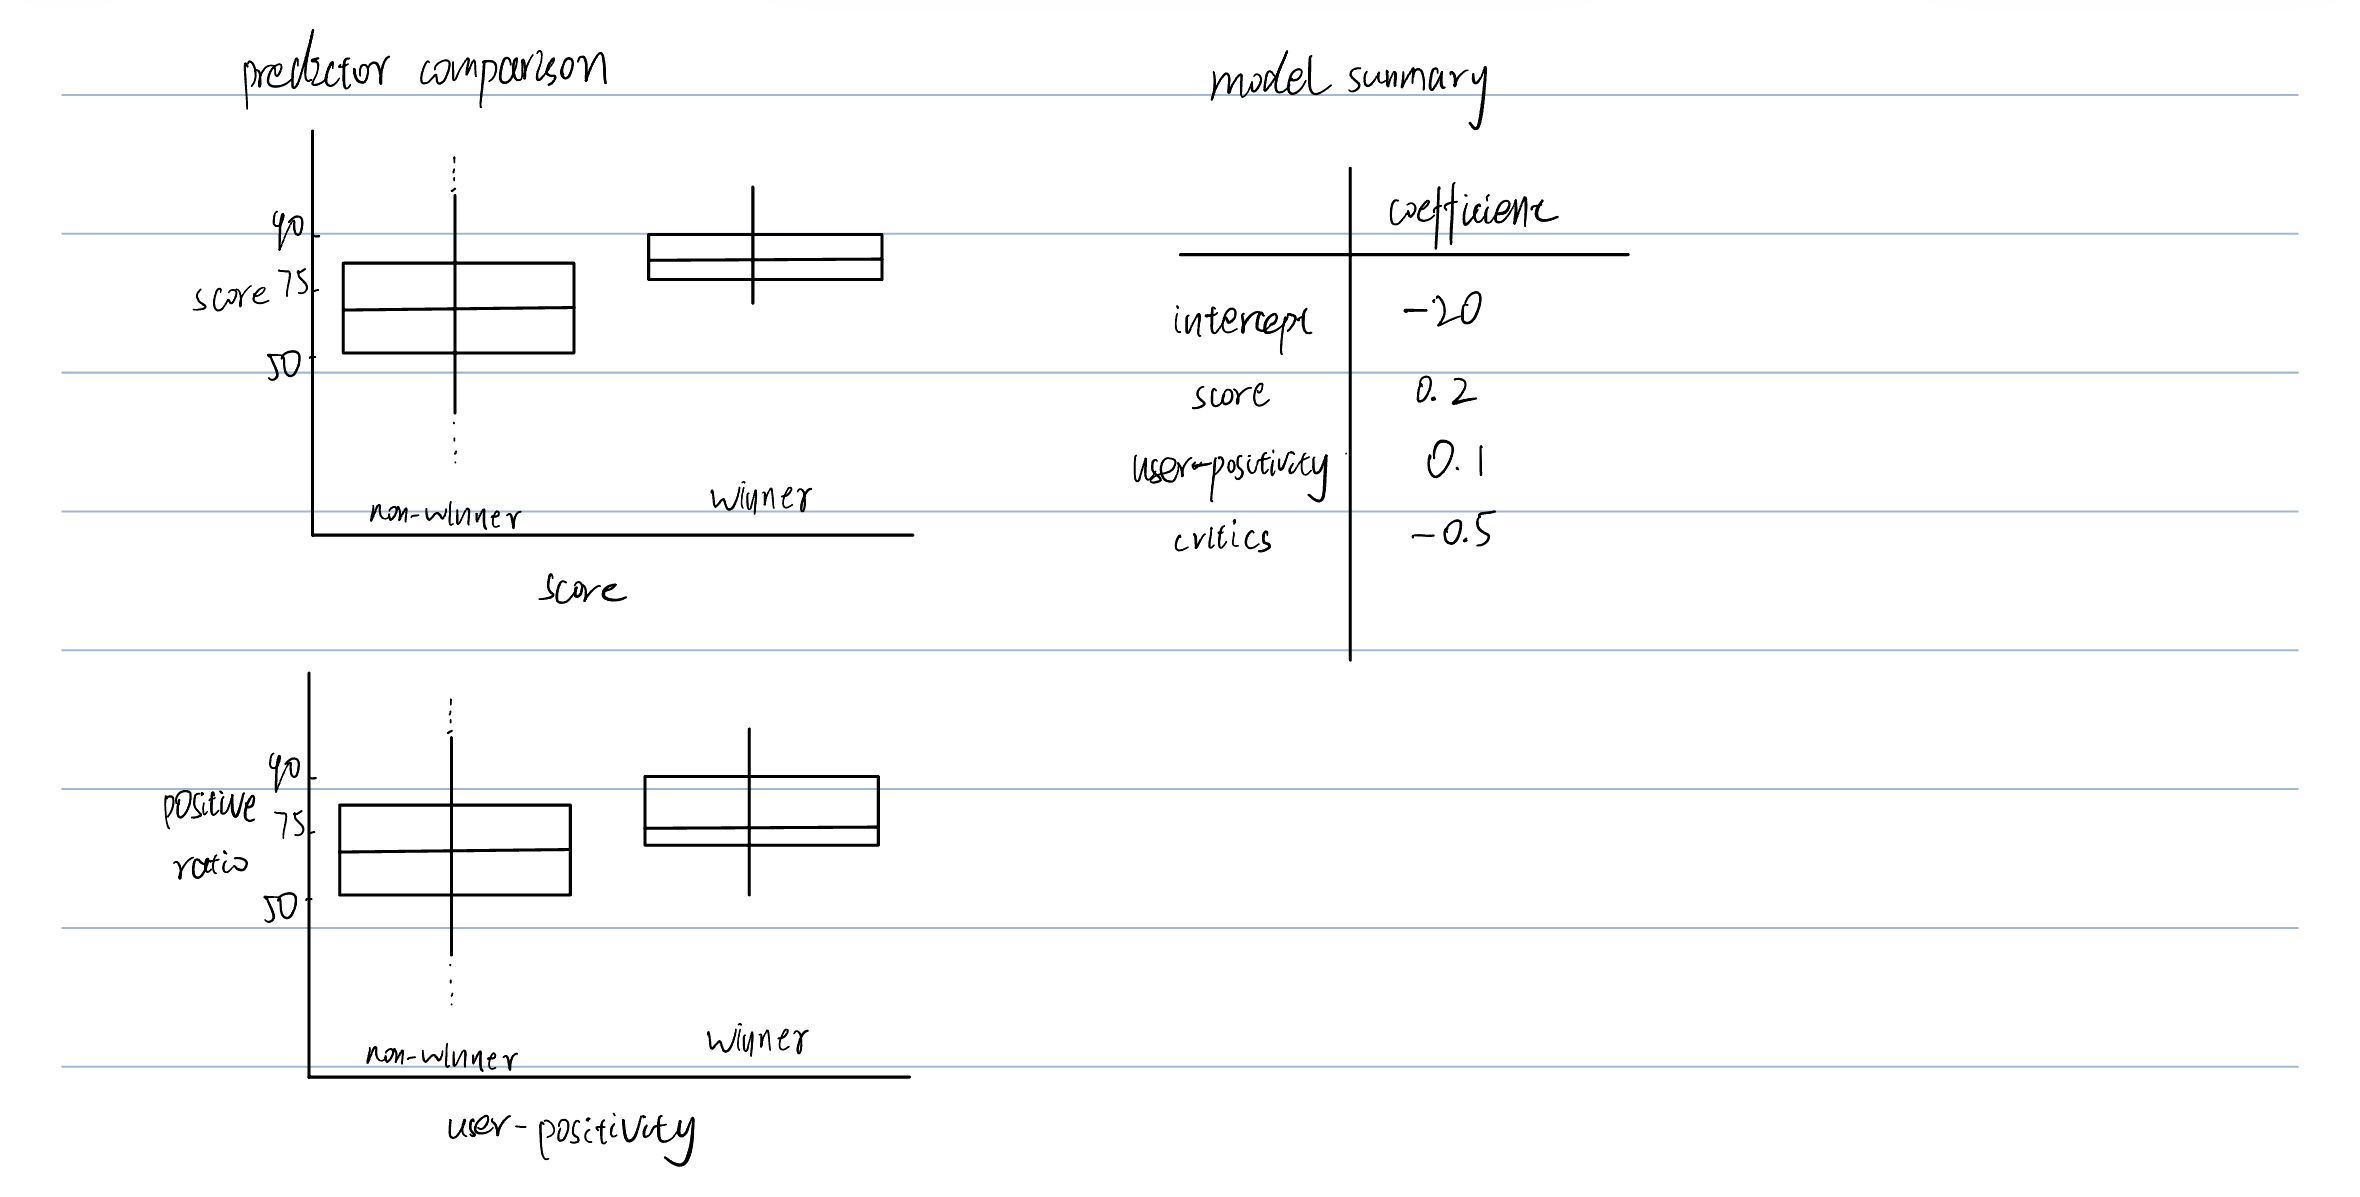 predictor comparison
90
score 75
50
non-winner winner
score
90
positive 75
ratio
50
non-winner winner
user-positivity
model summary
coefficient
intercept -20
score 0.2
user-positivity 0.1
critics -0.5